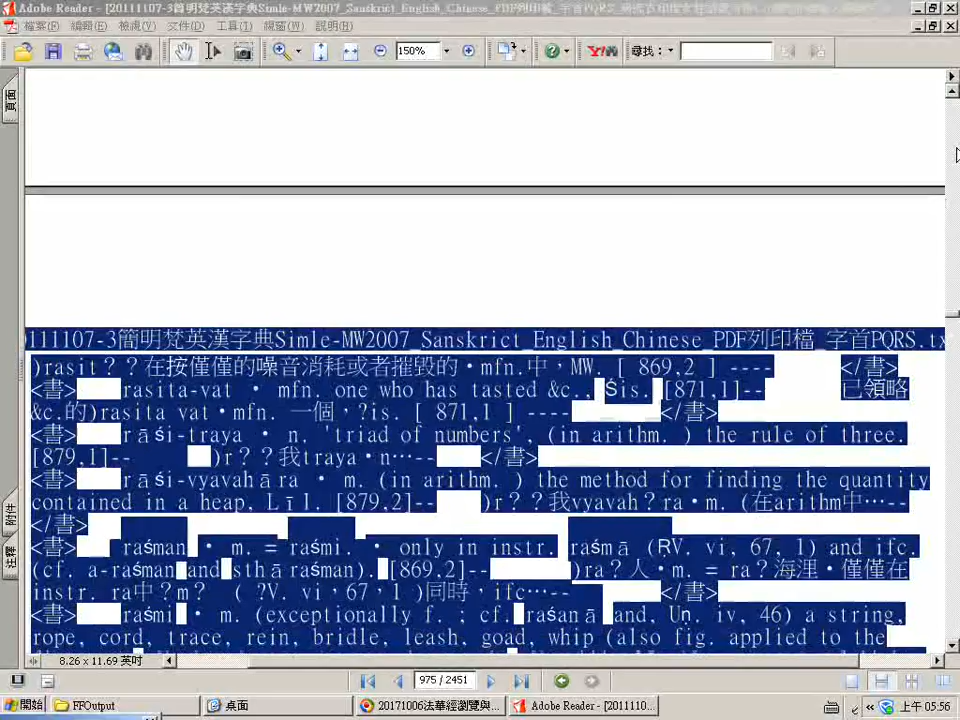 Adobe Reader - [20111107-3簡明梵英漢字典Simle-MW2007_Sanskrit_English_Chinese_PDF列印檔_字首PQRS.
檔案(F) 編輯(E) 檢視(V) 文件(D) 工具(T) 視窗(W) 說明(H)
150% Y! 尋找:
頁面
附件
注釋
111107-3簡明梵英漢字典Simle-MW2007_Sanskrict_English_Chinese_PDF列印檔_字首PQRS.tx
)rasit？？在按僅僅的噪音消耗或者摧毀的·mfn.中，MW. [ 869,2 ] ---- </書>
<書> rasita-vat · mfn. one who has tasted &c., Śis. [871,1]-- 已領略
&c.的)rasita vat·mfn. 一個，?is. [ 871,1 ] ---- </書>
<書> rāśi-traya · n. 'triad of numbers', (in arithm. ) the rule of three.
[879,1]-- )r？？我traya·n…-- </書>
<書> rāśi-vyavahāra · m. (in arithm. ) the method for finding the quantity
contained in a heap, Līl. [879,2]-- )r？？我vyavah？ra·m. (在arithm中…--
</書>
<書> raśman · m. = raśmi. · only in instr. raśmā (RV. vi, 67, 1) and ifc.
(cf. a-raśman and sthāraśman). [869,2]-- )ra？人·m. = ra？海浬·僅僅在
instr. ra中？m？ ( ?V. vi，67，1 )同時，ifc…-- </書>
<書> raśmi · m. (exceptionally f. ; cf. raśanā and, Uṇ. iv, 46) a string,
rope, cord, trace, rein, bridle, leash, goad, whip (also fig. applied to the
8.26 x 11.69 英吋
975 / 2451
開始 FFOutput 桌面 20171006法華經瀏覽與... Adobe Reader - [2011110... 上午 05:56